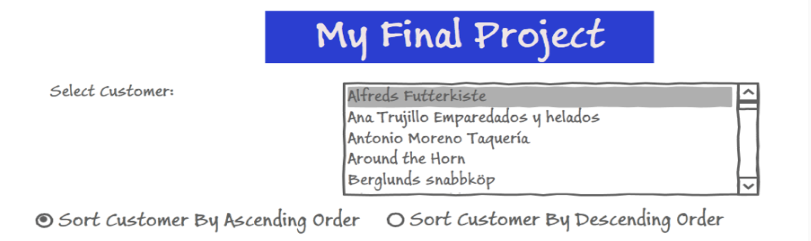 My Final Project
Select Customer:
Alfreds Futterkiste
Ana Trujillo Emparedados y helados
Antonio Moreno Taquería
Around the Horn
Berglunds snabbköp
Sort Customer By Ascending Order
Sort Customer By Descending Order